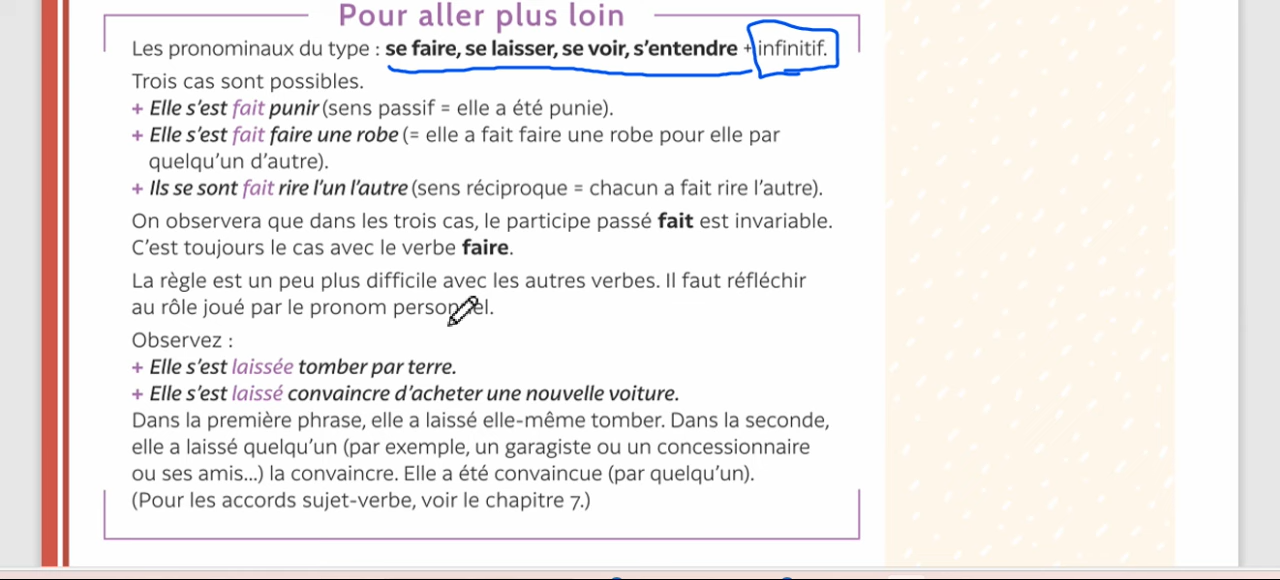 Pour aller plus loin
Les pronominaux du type : se faire, se laisser, se voir, s'entendre + infinitif.
Trois cas sont possibles.
+ Elle s'est fait punir (sens passif = elle a été punie).
+ Elle s'est fait faire une robe (= elle a fait faire une robe pour elle par
quelqu'un d'autre).
+ Ils se sont fait rire l'un l'autre (sens réciproque = chacun a fait rire l'autre).
On observera que dans les trois cas, le participe passé fait est invariable.
C'est toujours le cas avec le verbe faire.
La règle est un peu plus difficile avec les autres verbes. Il faut réfléchir
au rôle joué par le pronom personnel.
Observez :
+ Elle s'est laissée tomber par terre.
+ Elle s'est laissé convaincre d'acheter une nouvelle voiture.
Dans la première phrase, elle a laissé elle-même tomber. Dans la seconde,
elle a laissé quelqu'un (par exemple, un garagiste ou un concessionnaire
ou ses amis...) la convaincre. Elle a été convaincue (par quelqu'un).
(Pour les accords sujet-verbe, voir le chapitre 7.)